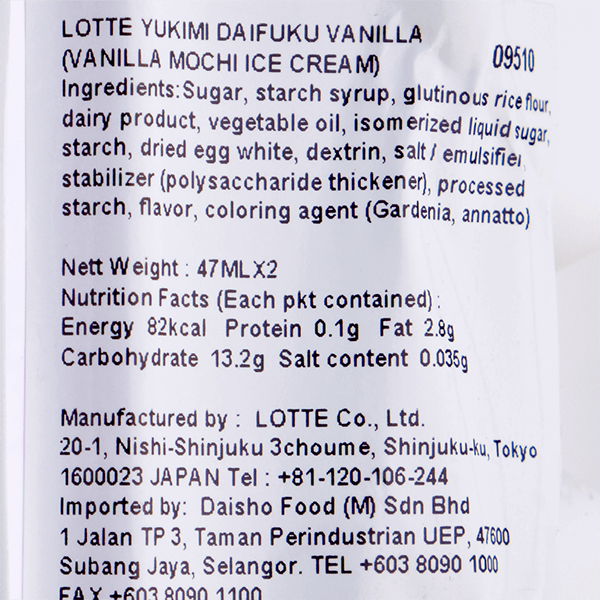 LOTTE YUKIMI DAIFUKU VANILLA
(VANILLA MOCHI ICE CREAM) 09510
Ingredients:Sugar, starch syrup, glutinous rice flour,
dairy product, vegetable oil, isomerized liquid sugar,
starch, dried egg white, dextrin, salt / emulsifier
stabilizer (polysaccharide thickener), processed
starch, flavor, coloring agent (Gardenia, annatto)
Nett Weight : 47MLX2
Nutrition Facts (Each pkt contained) :
Energy 82kcal Protein 0.1g Fat 2.8g
Carbohydrate 13.2g Salt content 0.035g
Manufactured by : LOTTE Co., Ltd.
20-1, Nishi-Shinjuku 3choume, Shinjuku-ku, Tokyo
1600023 JAPAN Tel : +81-120-106-244
Imported by: Daisho Food (M) Sdn Bhd
1 Jalan TP 3, Taman Perindustrian UEP, 47600
Subang Jaya, Selangor. TEL +603 8090 1000
FAX +603 8090 1100